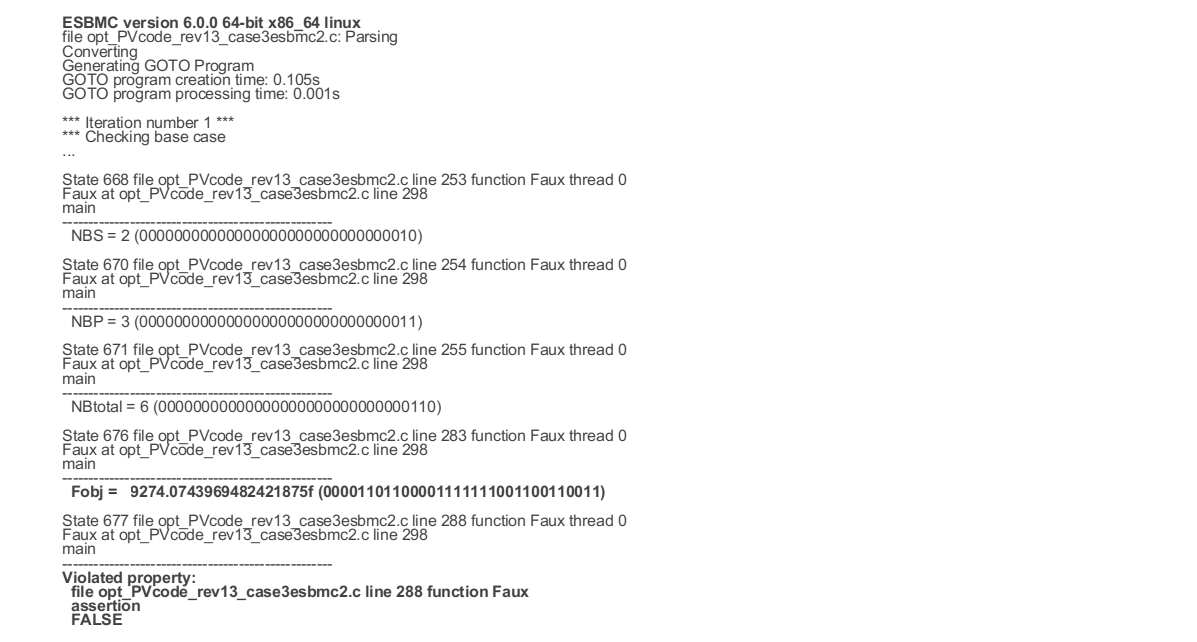 ESBMC version 6.0.0 64-bit x86_64 linux
file opt_PVcode_rev13_case3esbmc2.c: Parsing
Converting
Generating GOTO Program
GOTO program creation time: 0.105s
GOTO program processing time: 0.001s
*** Iteration number 1 ***
*** Checking base case
...
State 668 file opt_PVcode_rev13_case3esbmc2.c line 253 function Faux thread 0
Faux at opt_PVcode_rev13_case3esbmc2.c line 298
main
----------------------------------------------------
NBS = 2 (00000000000000000000000000000010)
State 670 file opt_PVcode_rev13_case3esbmc2.c line 254 function Faux thread 0
Faux at opt_PVcode_rev13_case3esbmc2.c line 298
main
----------------------------------------------------
NBP = 3 (00000000000000000000000000000011)
State 671 file opt_PVcode_rev13_case3esbmc2.c line 255 function Faux thread 0
Faux at opt_PVcode_rev13_case3esbmc2.c line 298
main
----------------------------------------------------
NBtotal = 6 (00000000000000000000000000000110)
State 676 file opt_PVcode_rev13_case3esbmc2.c line 283 function Faux thread 0
Faux at opt_PVcode_rev13_case3esbmc2.c line 298
main
----------------------------------------------------
Fobj = 9274.0743969482421875f (00001101100001111111001100110011)
State 677 file opt_PVcode_rev13_case3esbmc2.c line 288 function Faux thread 0
Faux at opt_PVcode_rev13_case3esbmc2.c line 298
main
----------------------------------------------------
Violated property:
file opt_PVcode_rev13_case3esbmc2.c line 288 function Faux
assertion
FALSE